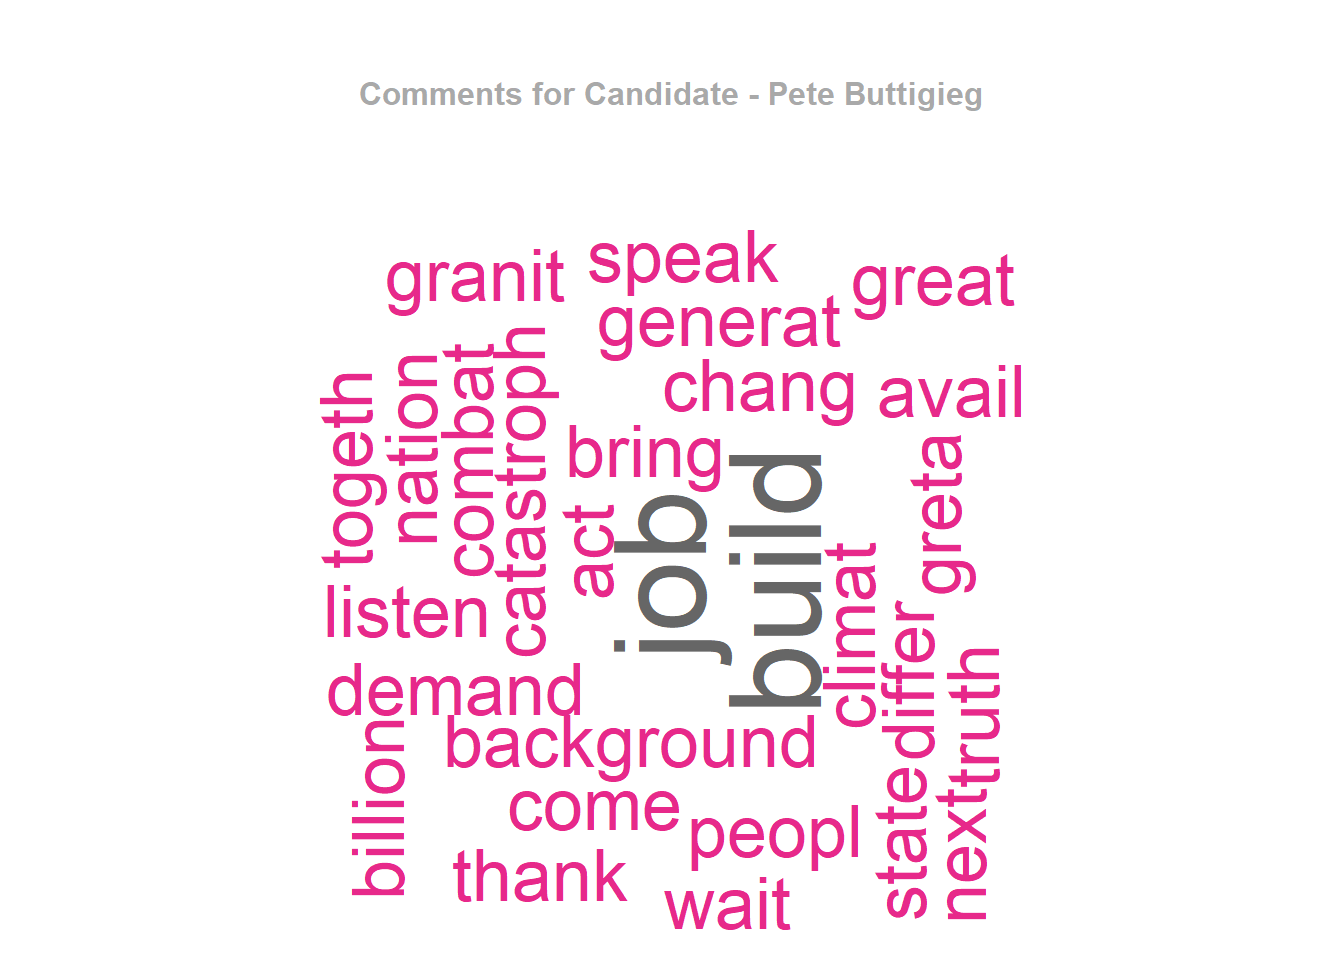 Comments for Candidate - Pete Buttigieg
speak
granit
great
generat
chang
avail
togeth
nation
combat
catastroph
bring
act
job
build
greta
climat
listen
differ
truth
demand
background
billion
come
peopl
state
next
thank
wait